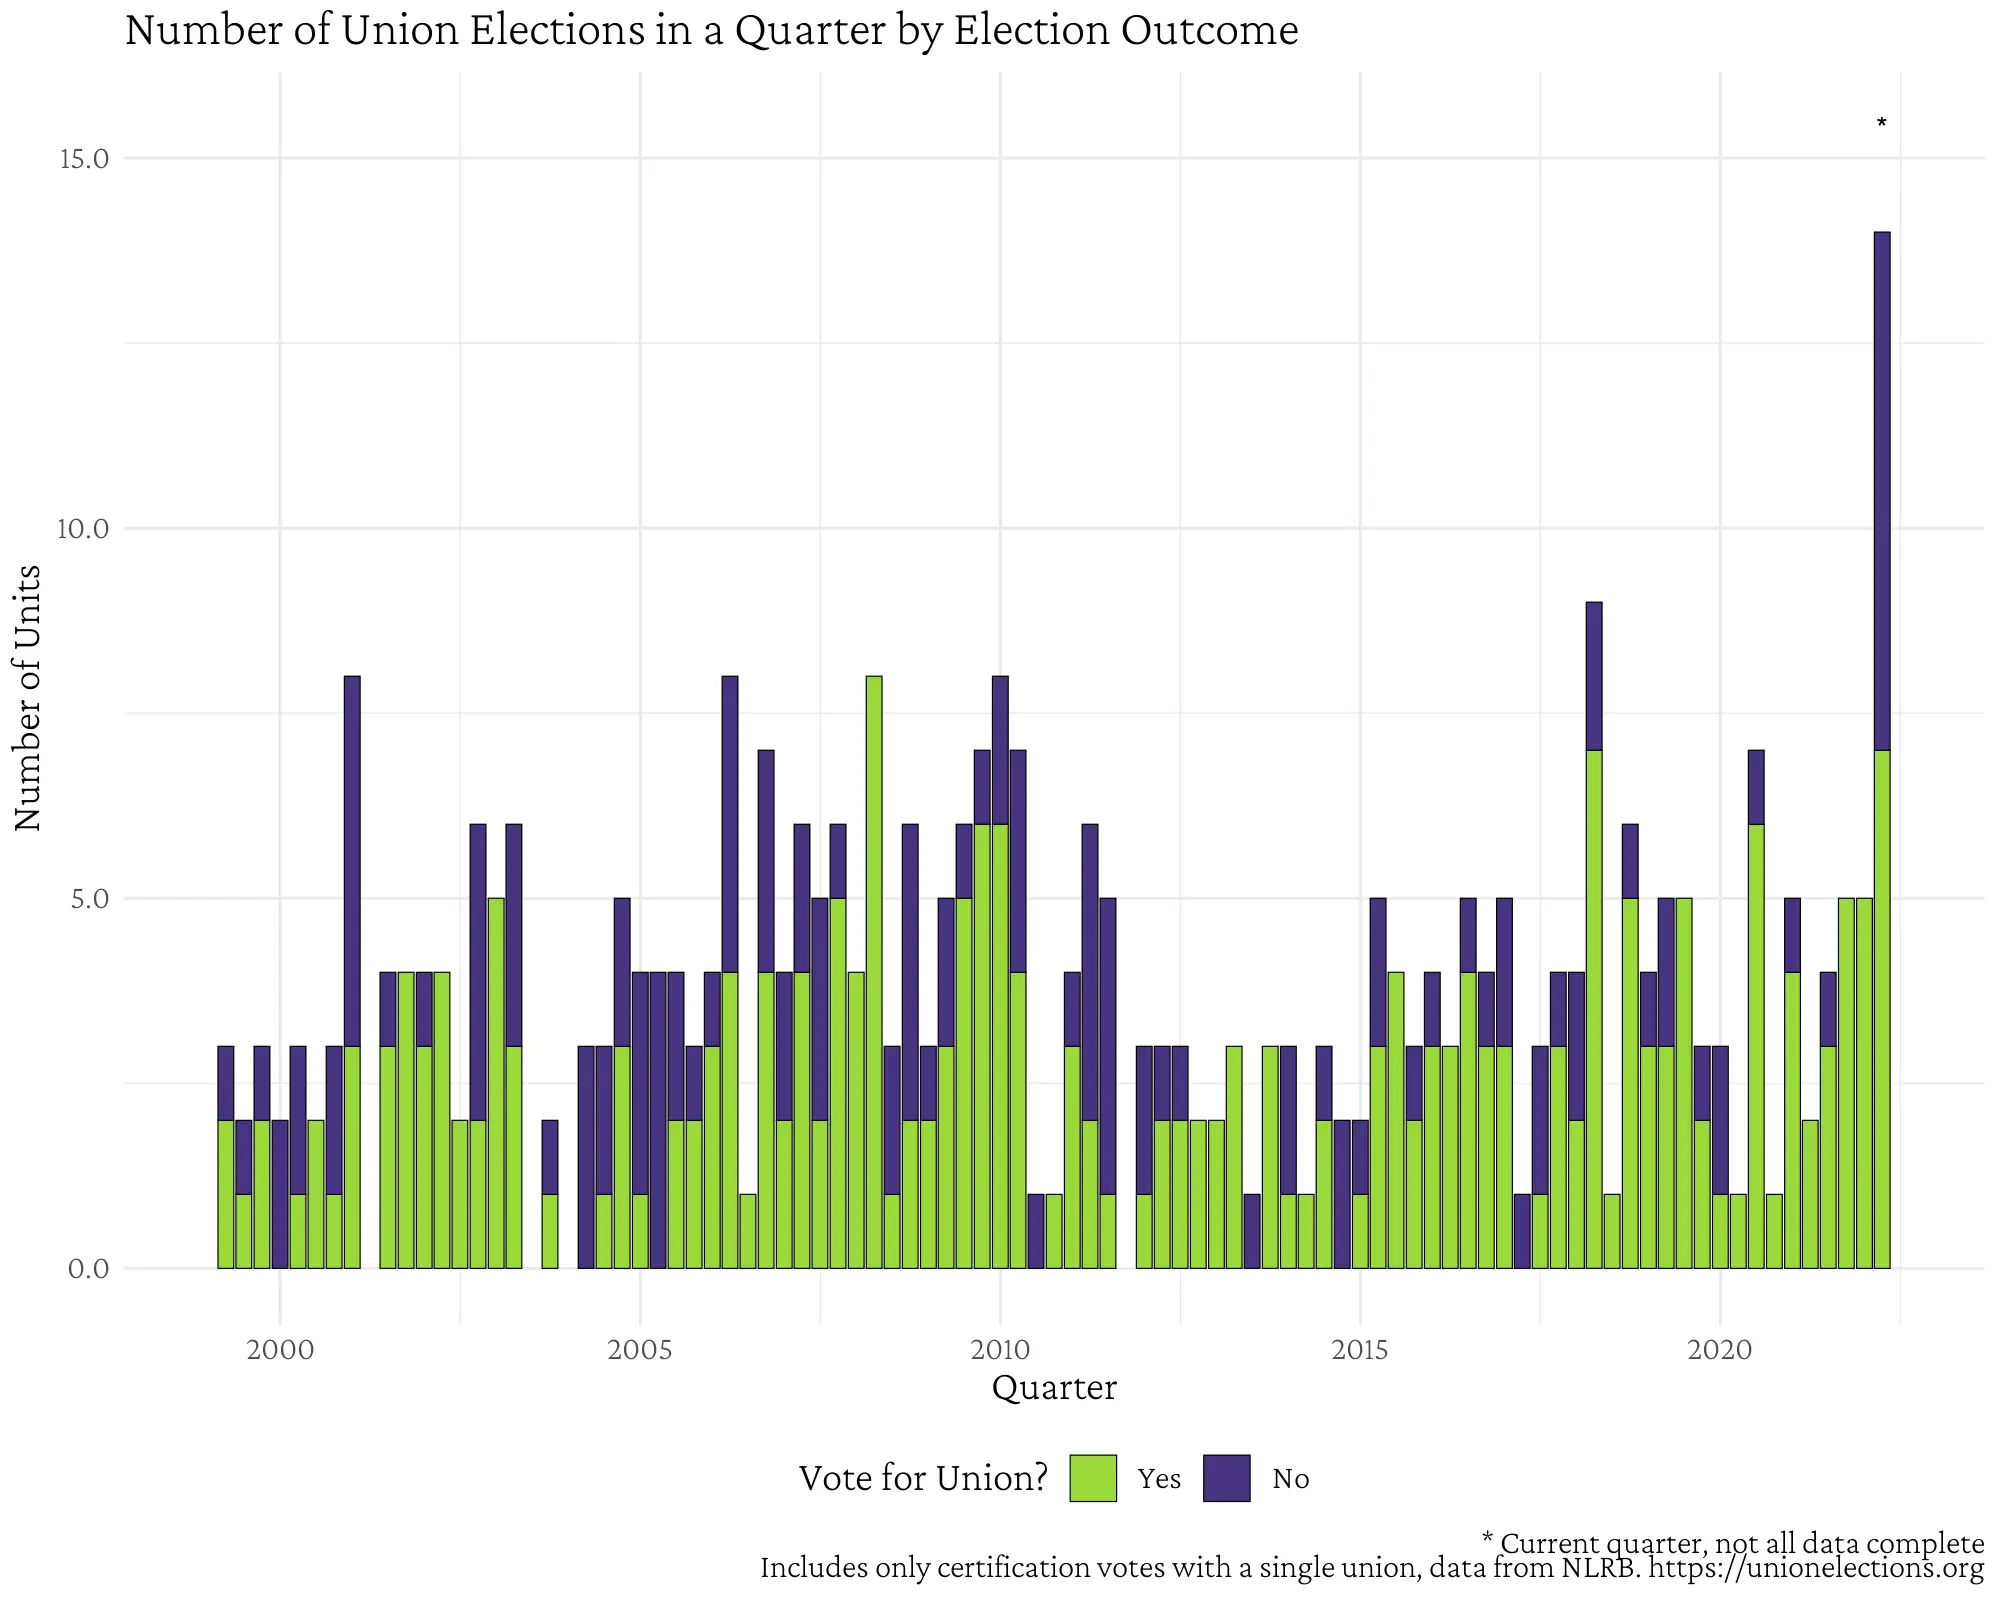 Number of Union Elections in a Quarter by Election Outcome
*
15.0
10.0
5.0
0.0
Number of Units
2000 2005 2010 2015 2020
Quarter
Vote for Union? Yes No
* Current quarter, not all data complete
Includes only certification votes with a single union, data from NLRB. https://unionelections.org